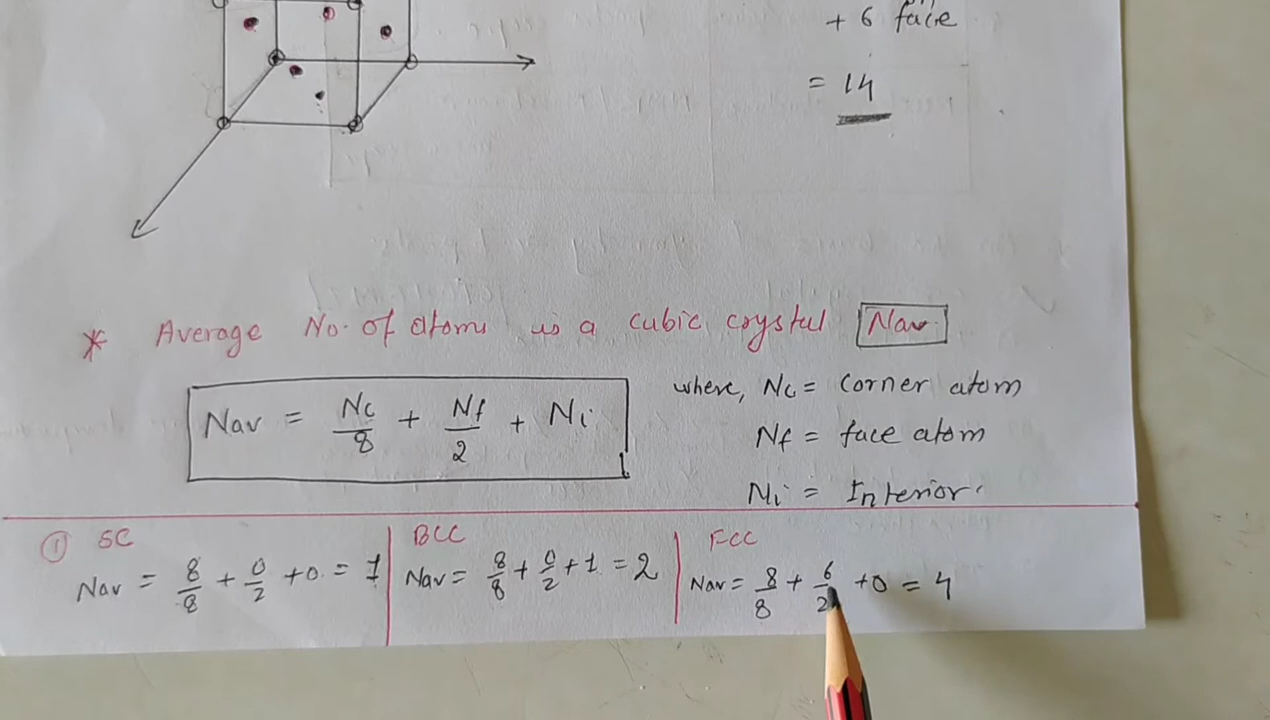 + 6 face
= 14
* Average No. of atoms is a cubic crystal Nav
Nav = Nc/8 + Nf/2 + Ni
where, Nc = Corner atom
Nf = face atom
Ni = Interior.
① SC
Nav = 8/8 + 0/2 + 0 = 1
BCC
Nav = 8/8 + 0/2 + 1 = 2
FCC
Nav = 8/8 + 6/2 + 0 = 4